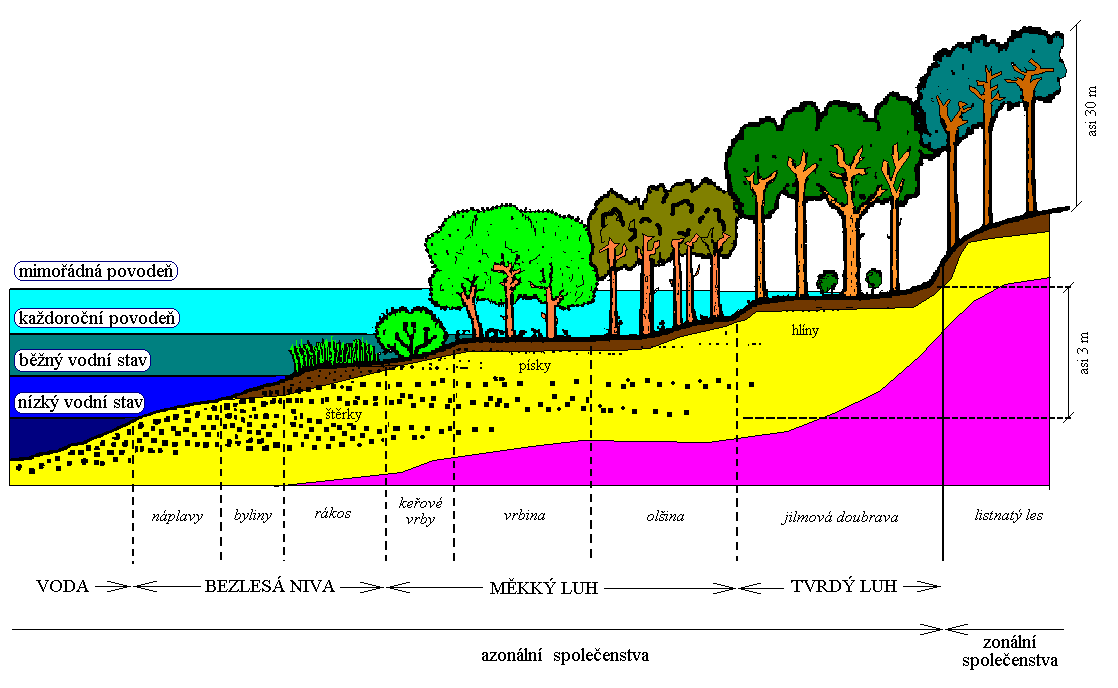 asi 30 m
mimořádná povodeň
každoroční povodeň
běžný vodní stav
nízký vodní stav
hlíny
písky
štěrky
asi 3 m
náplavy
byliny
rákos
keřové
vrby
vrbina
olšina
jilmová doubrava
listnatý les
VODA
BEZLESÁ NIVA
MĚKKÝ LUH
TVRDÝ LUH
azonální společenstva
zonální
společenstva